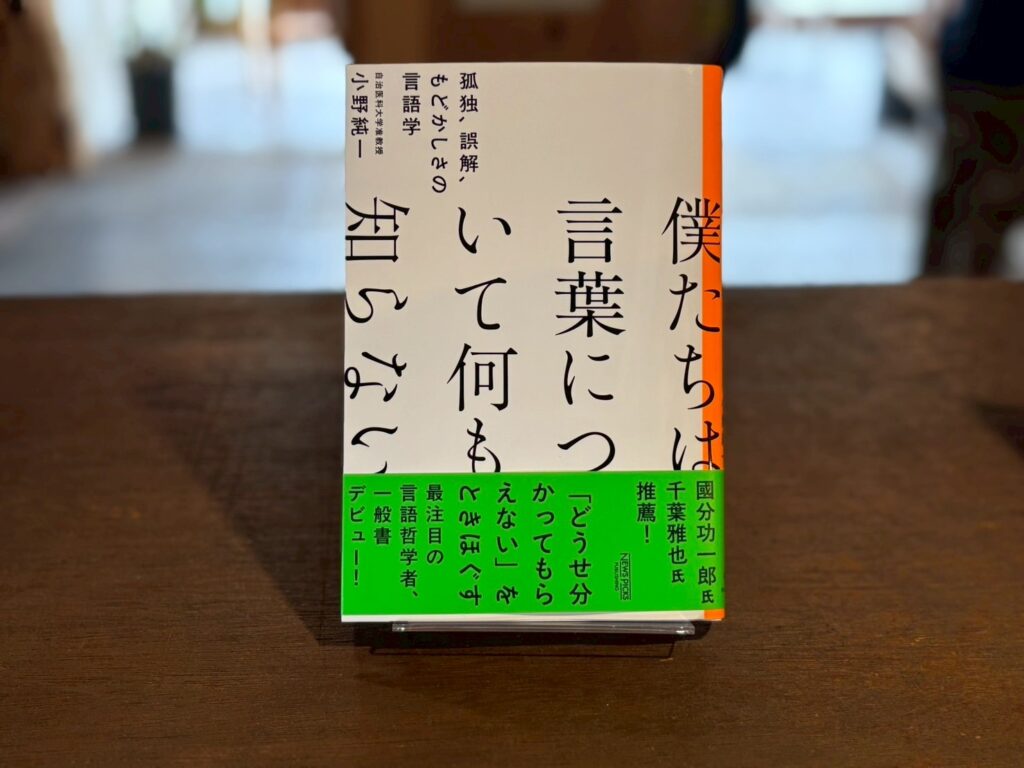 僕たちは
言葉につ
いて何も
知らない
孤独、誤解、
もどかしさの
言語学
自治医科大学准教授
小野純一
國分功一郎氏
千葉雅也氏
推薦！
「どうせ分
かってもら
えない」を
ときほぐす
最注目の
言語哲学者、
一般書
デビュー！
NEWS PICKS
PUBLISHING